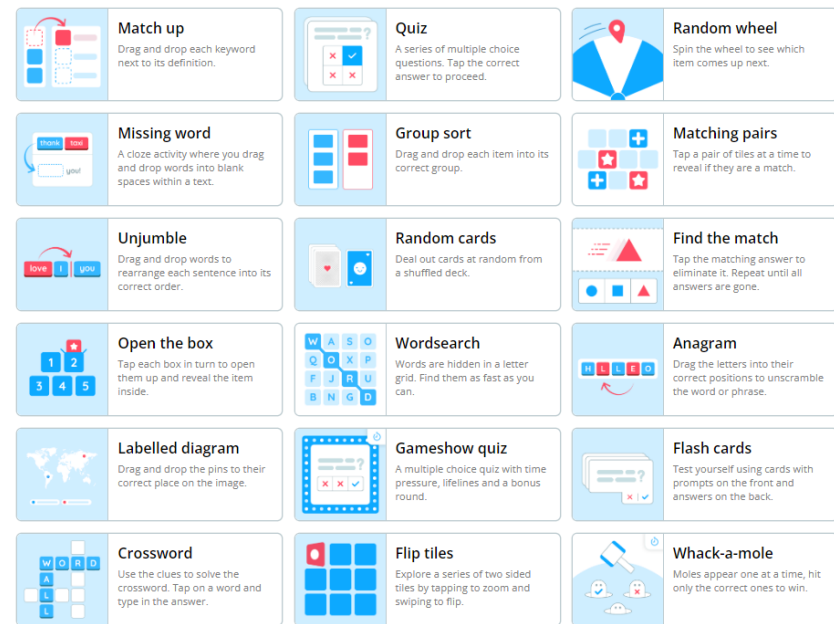 Match up
Drag and drop each keyword
next to its definition.
Quiz
A series of multiple choice
questions. Tap the correct
answer to proceed.
Random wheel
Spin the wheel to see which
item comes up next.
thank taxi
you!
Missing word
A cloze activity where you drag
and drop words into blank
spaces within a text.
Group sort
Drag and drop each item into its
correct group.
Matching pairs
Tap a pair of tiles at a time to
reveal if they are a match.
love I you
Unjumble
Drag and drop words to
rearrange each sentence into its
correct order.
Random cards
Deal out cards at random from
a shuffled deck.
Find the match
Tap the matching answer to
eliminate it. Repeat until all
answers are gone.
1 2
3 4 5
Open the box
Tap each box in turn to open
them up and reveal the item
inside.
W A S O
Q O X P
F J R U
B N G D
Wordsearch
Words are hidden in a letter
grid. Find them as fast as you
can.
H L L E O
Anagram
Drag the letters into their
correct positions to unscramble
the word or phrase.
Labelled diagram
Drag and drop the pins to their
correct place on the image.
?
Gameshow quiz
A multiple choice quiz with time
pressure, lifelines and a bonus
round.
?
Flash cards
Test yourself using cards with
prompts on the front and
answers on the back.
W O R D
A
L
L
Crossword
Use the clues to solve the
crossword. Tap on a word and
type in the answer.
Flip tiles
Explore a series of two sided
tiles by tapping to zoom and
swiping to flip.
Whack-a-mole
Moles appear one at a time, hit
only the correct ones to win.